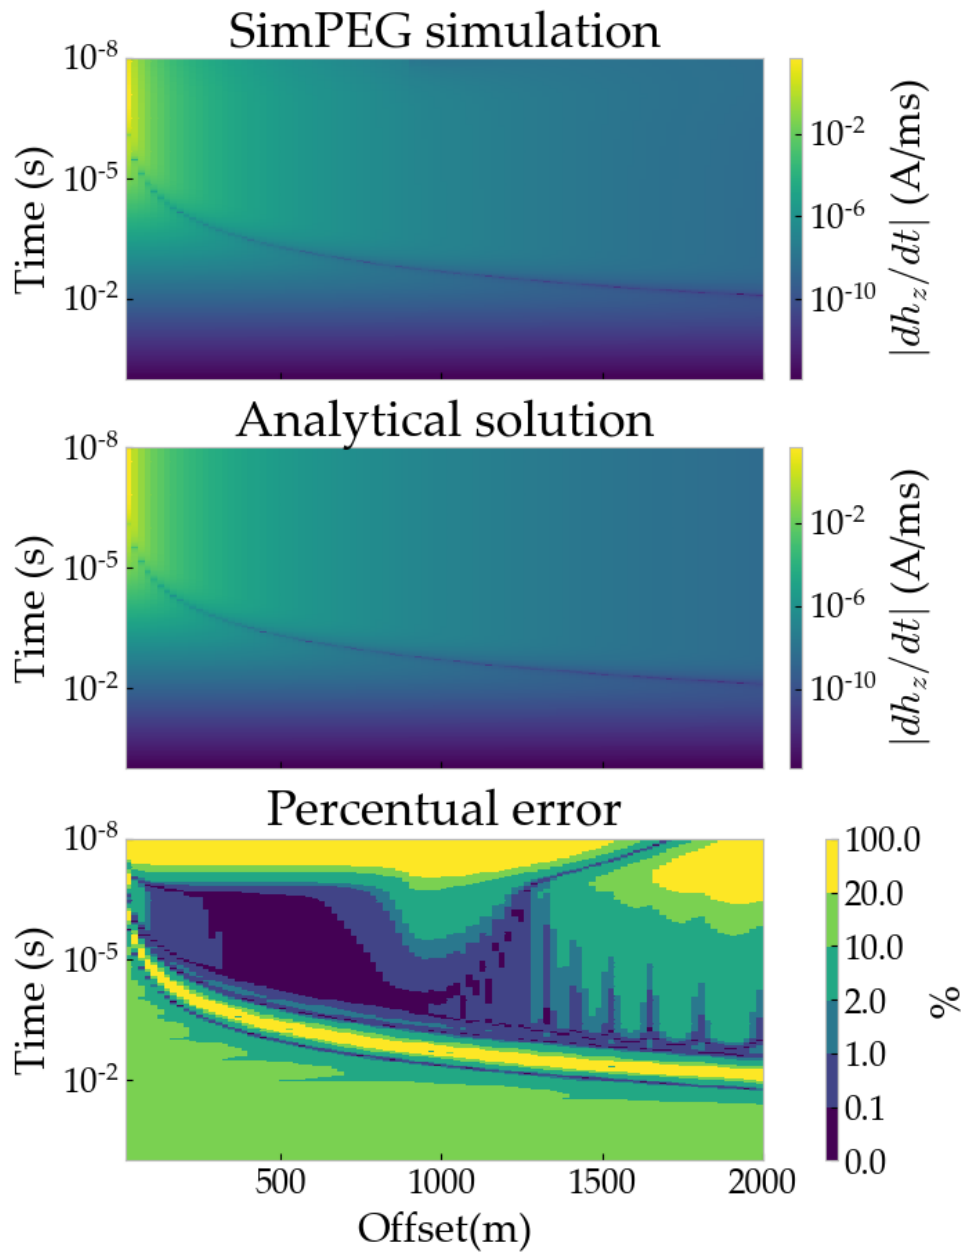 SimPEG simulation
10-8
10-5
10-2
Time (s)
10-2
10-6
10-10
|dh_z/dt| (A/ms)
Analytical solution
10-8
10-5
10-2
Time (s)
10-2
10-6
10-10
|dh_z/dt| (A/ms)
Percentual error
10-8
10-5
10-2
Time (s)
100.0
20.0
10.0
2.0
1.0
0.1
0.0
%
500 1000 1500 2000
Offset(m)